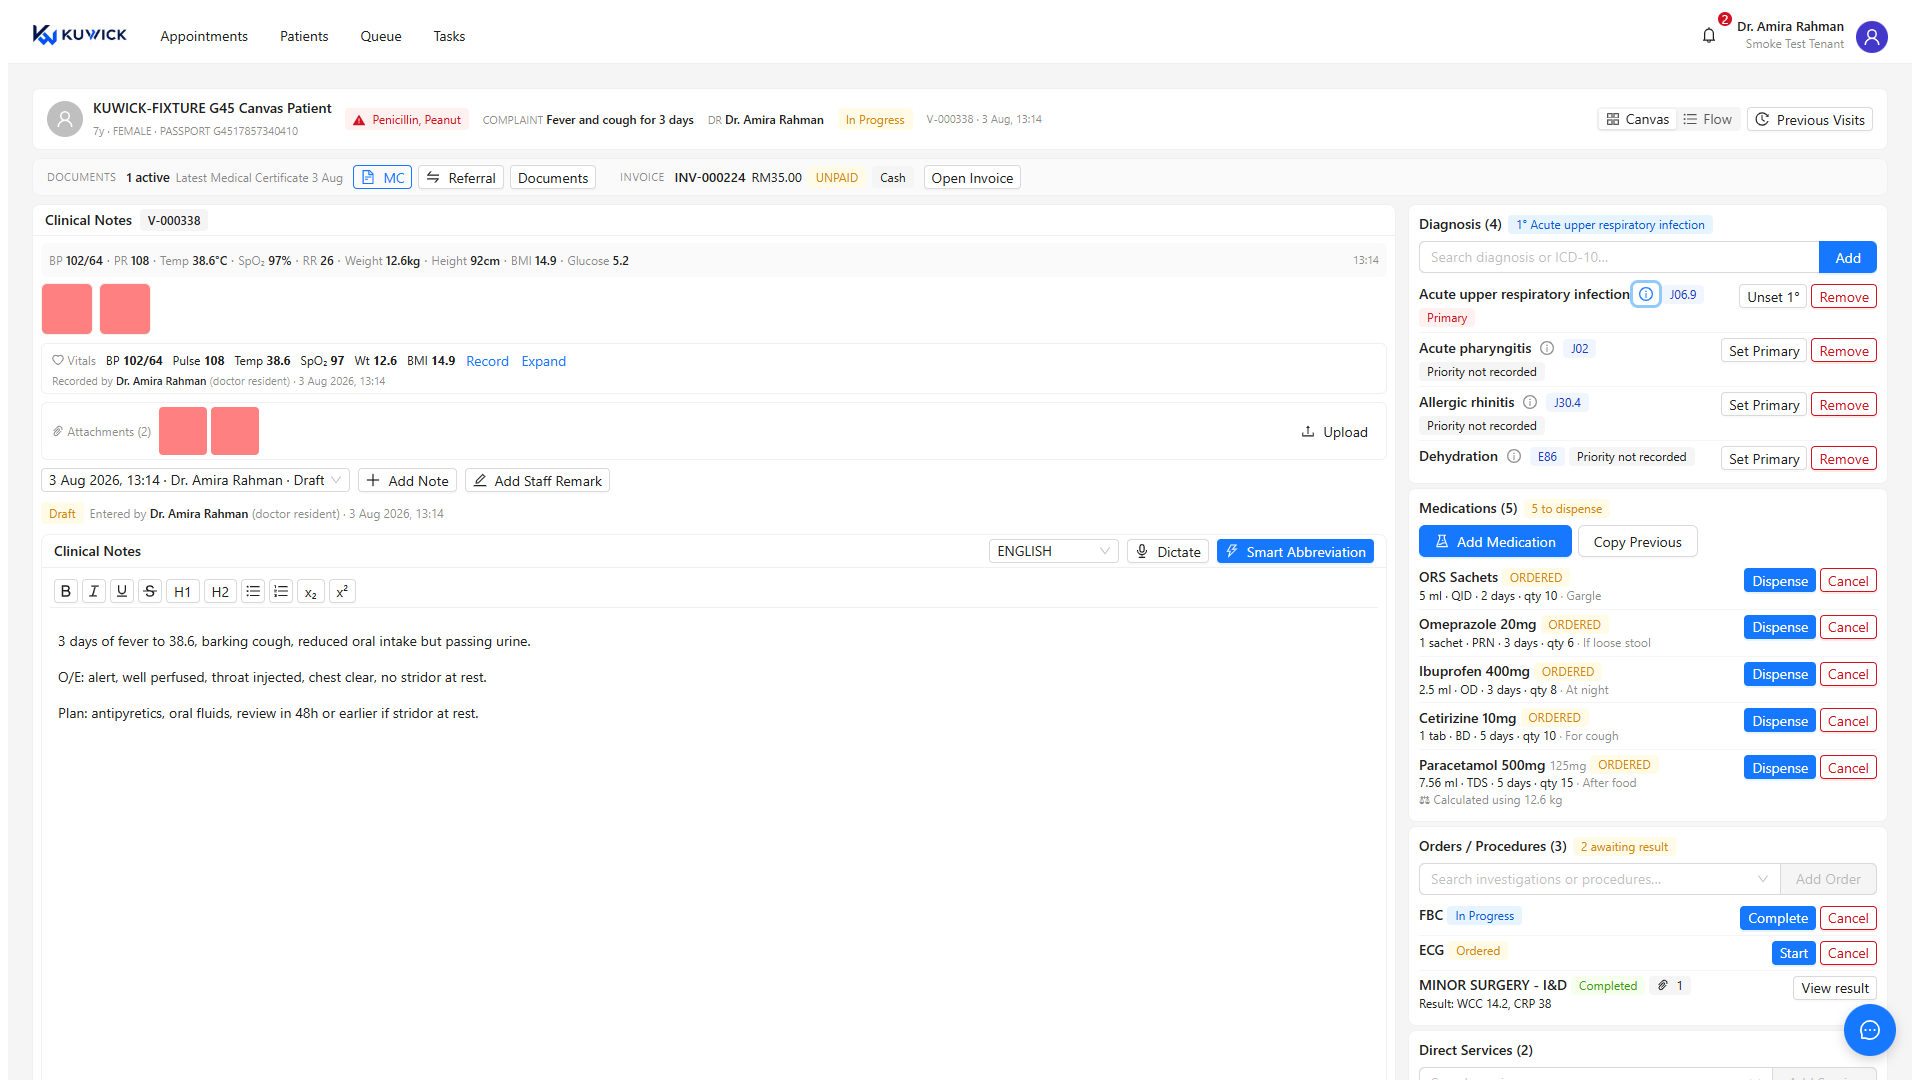 KUWICK
Appointments
Patients
Queue
Tasks
2
Dr. Amira Rahman
Smoke Test Tenant
KUWICK-FIXTURE G45 Canvas Patient
7y · FEMALE · PASSPORT G4517857340410
Penicillin, Peanut
COMPLAINT Fever and cough for 3 days
DR Dr. Amira Rahman
In Progress
V-000338 · 3 Aug, 13:14
Canvas
Flow
Previous Visits
DOCUMENTS 1 active Latest Medical Certificate 3 Aug
MC
Referral
Documents
INVOICE INV-000224 RM35.00 UNPAID Cash
Open Invoice
Clinical Notes V-000338
BP 102/64 · PR 108 · Temp 38.6°C · SpO₂ 97% · RR 26 · Weight 12.6kg · Height 92cm · BMI 14.9 · Glucose 5.2
13:14
Vitals BP 102/64 Pulse 108 Temp 38.6 SpO₂ 97 Wt 12.6 BMI 14.9 Record Expand
Recorded by Dr. Amira Rahman (doctor resident) · 3 Aug 2026, 13:14
Attachments (2)
Upload
3 Aug 2026, 13:14 · Dr. Amira Rahman · Draft
Add Note
Add Staff Remark
Draft Entered by Dr. Amira Rahman (doctor resident) · 3 Aug 2026, 13:14
Clinical Notes
ENGLISH
Dictate
Smart Abbreviation
B I U S H1 H2 x₂ x²
3 days of fever to 38.6, barking cough, reduced oral intake but passing urine.
O/E: alert, well perfused, throat injected, chest clear, no stridor at rest.
Plan: antipyretics, oral fluids, review in 48h or earlier if stridor at rest.
Diagnosis (4) 1° Acute upper respiratory infection
Search diagnosis or ICD-10...
Add
Acute upper respiratory infection J06.9
Primary
Unset 1° Remove
Acute pharyngitis J02
Priority not recorded
Set Primary Remove
Allergic rhinitis J30.4
Priority not recorded
Set Primary Remove
Dehydration E86 Priority not recorded
Set Primary Remove
Medications (5) 5 to dispense
Add Medication
Copy Previous
ORS Sachets ORDERED
5 ml · QID · 2 days · qty 10 · Gargle
Dispense Cancel
Omeprazole 20mg ORDERED
1 sachet · PRN · 3 days · qty 6 · If loose stool
Dispense Cancel
Ibuprofen 400mg ORDERED
2.5 ml · OD · 3 days · qty 8 · At night
Dispense Cancel
Cetirizine 10mg ORDERED
1 tab · BD · 5 days · qty 10 · For cough
Dispense Cancel
Paracetamol 500mg 125mg ORDERED
7.56 ml · TDS · 5 days · qty 15 · After food
Calculated using 12.6 kg
Dispense Cancel
Orders / Procedures (3) 2 awaiting result
Search investigations or procedures...
Add Order
FBC In Progress
Complete Cancel
ECG Ordered
Start Cancel
MINOR SURGERY - I&D Completed 1
Result: WCC 14.2, CRP 38
View result
Direct Services (2)